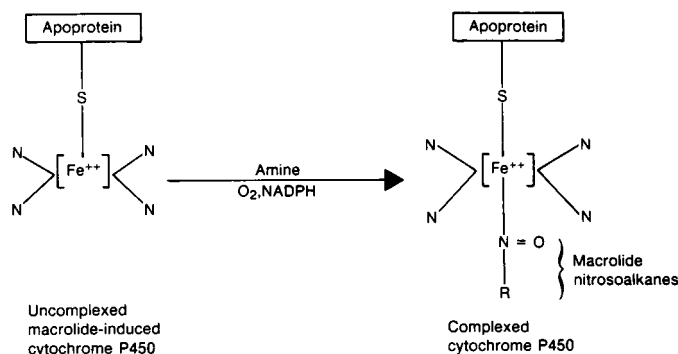 Apoprotein
S
N
N
[Fe++]
N
N
Uncomplexed
macrolide-induced
cytochrome P450
Amine
O2,NADPH
Apoprotein
S
N
N
[Fe++]
N
N
N = O
R
Macrolide
nitrosoalkanes
Complexed
cytochrome P450